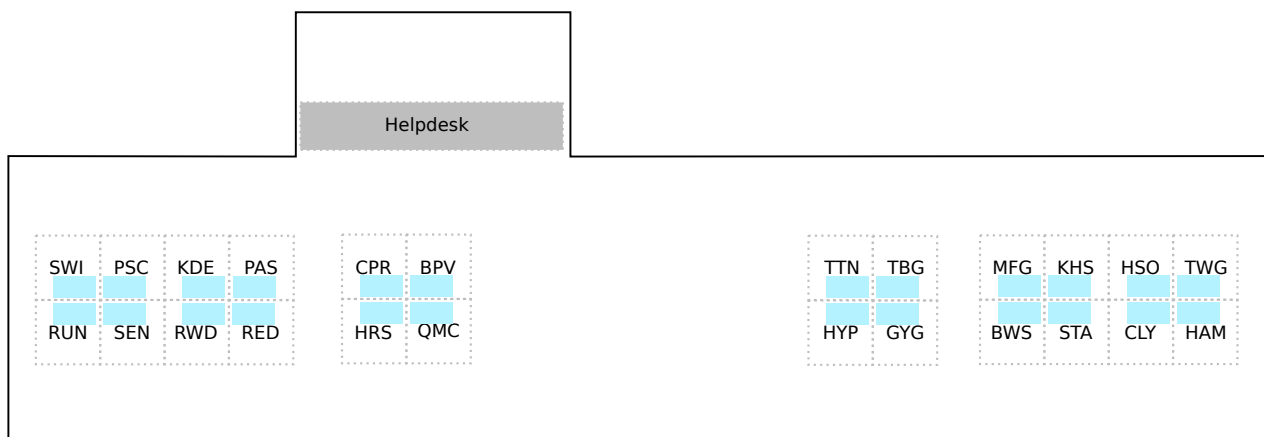 Helpdesk
SWI PSC KDE PAS CPR BPV TTN TBG MFG KHS HSO TWG
RUN SEN RWD RED HRS QMC HYP GYG BWS STA CLY HAM